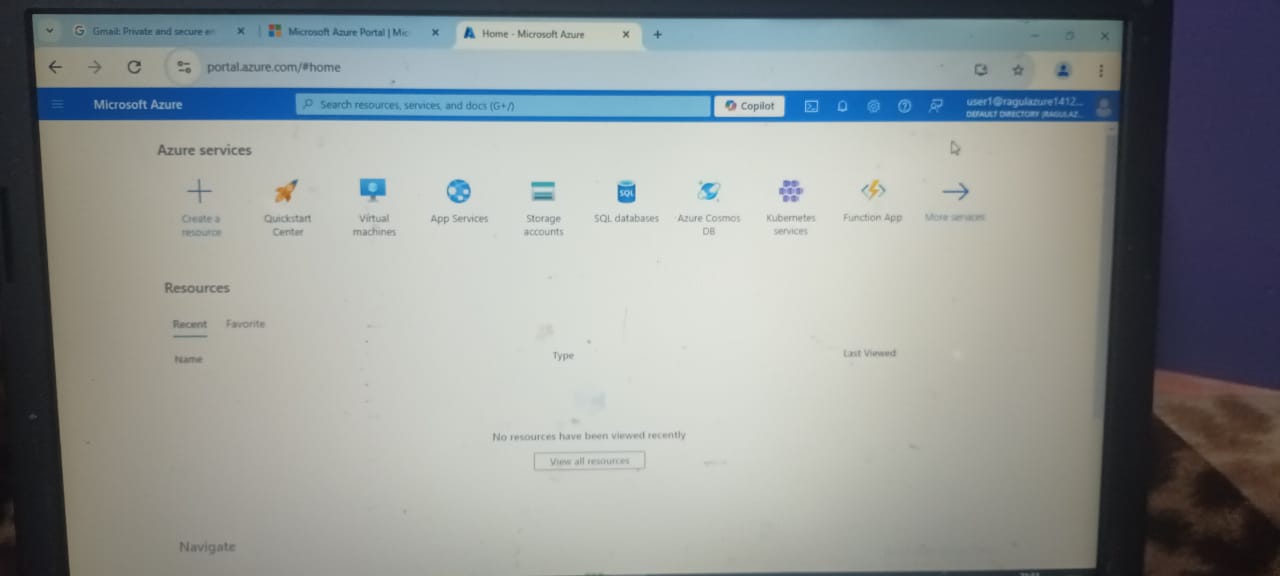 Gmail: Private and secure e
Microsoft Azure Portal | Mic
Home - Microsoft Azure
portal.azure.com/#home
Microsoft Azure
Search resources, services, and docs (G+/)
Copilot
user1@ragulazure1412...
DEFAULT DIRECTORY (RAGULAZ...
Azure services
Create a
resource
Quickstart
Center
Virtual
machines
App Services
Storage
accounts
SQL
SQL databases
Azure Cosmos
DB
Kubernetes
services
Function App
More services
Resources
Recent
Favorite
Name
Type
Last Viewed
No resources have been viewed recently
View all resources
Navigate